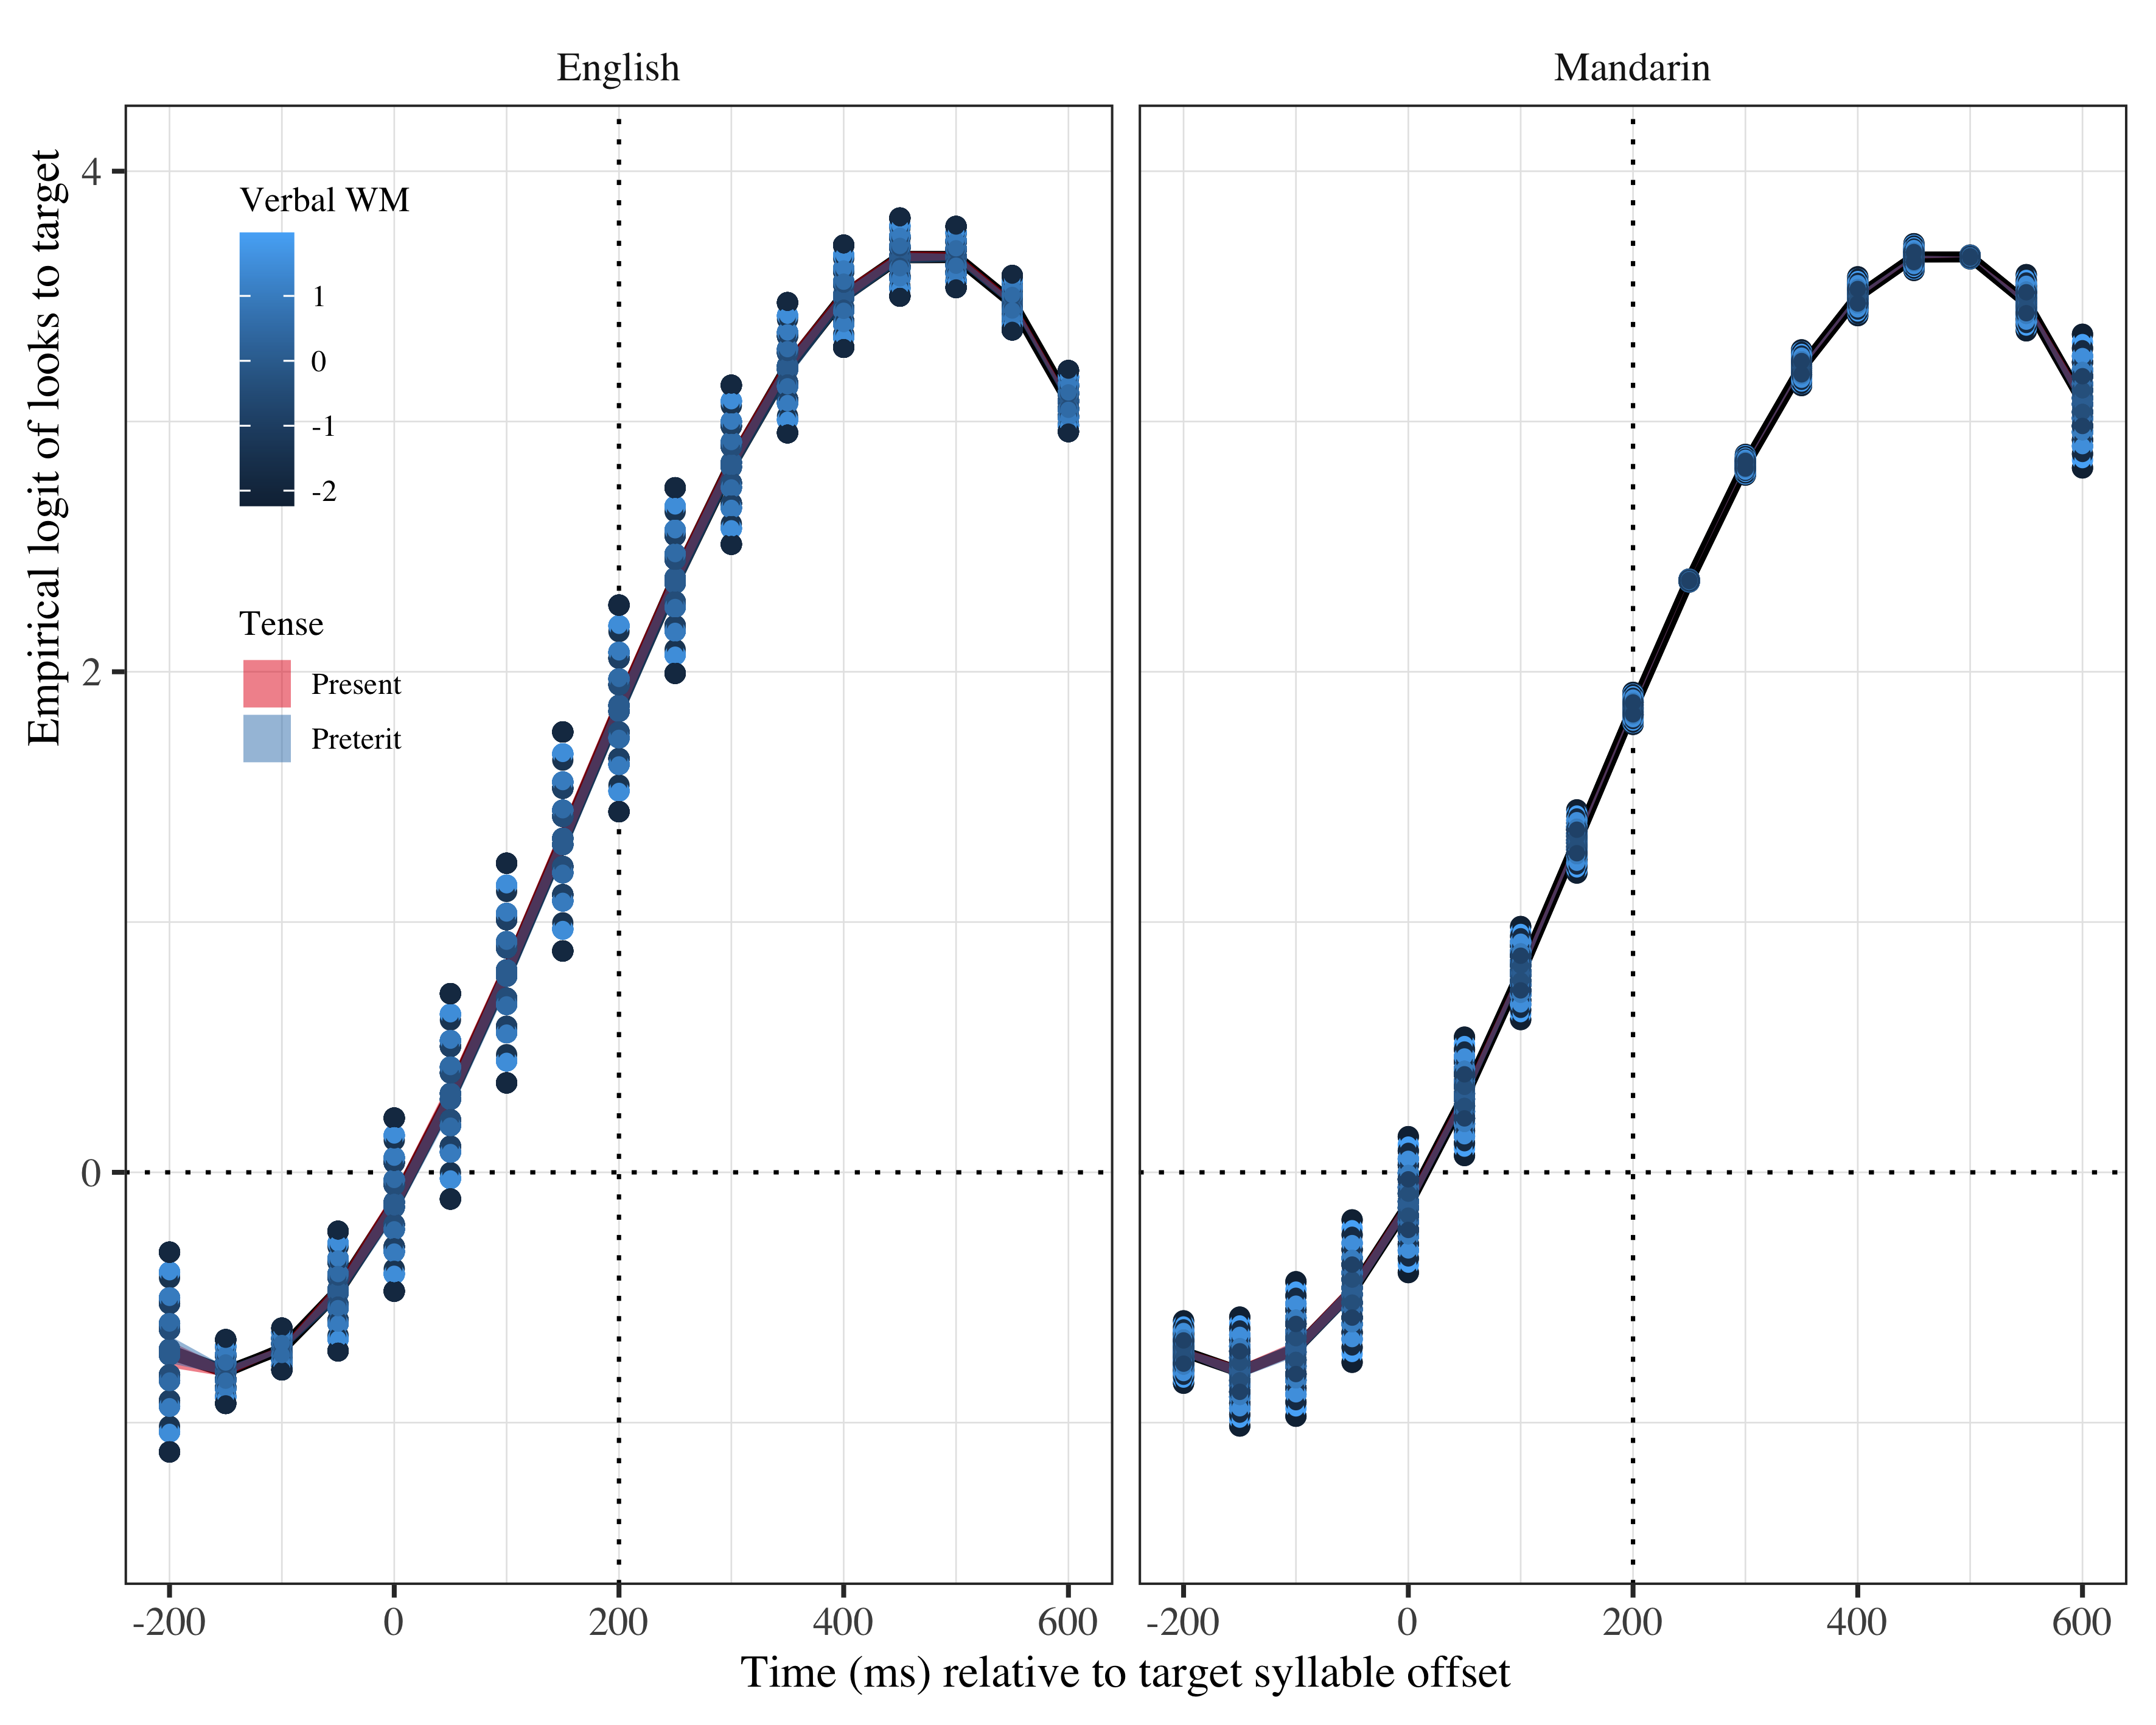 English
Mandarin
Empirical logit of looks to target
4
2
0
Verbal WM
1
0
-1
-2
Tense
Present
Preterit
-200 0 200 400 600
-200 0 200 400 600
Time (ms) relative to target syllable offset